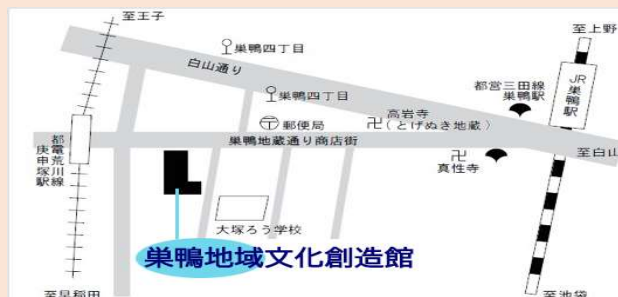 至王子
至上野
巣鴨四丁目
白山通り
JR巣鴨駅
都営三田線
巣鴨駅
巣鴨四丁目
郵便局
高岩寺
(とげぬき地蔵)
巣鴨地蔵通り商店街
都電荒川線
庚申塚駅
至白山
真性寺
大塚ろう学校
巣鴨地域文化創造館
至早稲田
至池袋